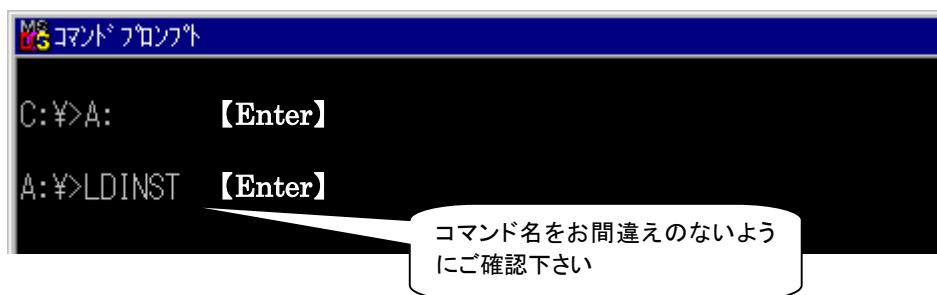 MS コマンド プロンプト
C:¥>A: 【Enter】
A:¥>LDINST 【Enter】
コマンド名をお間違えのないよう
にご確認下さい